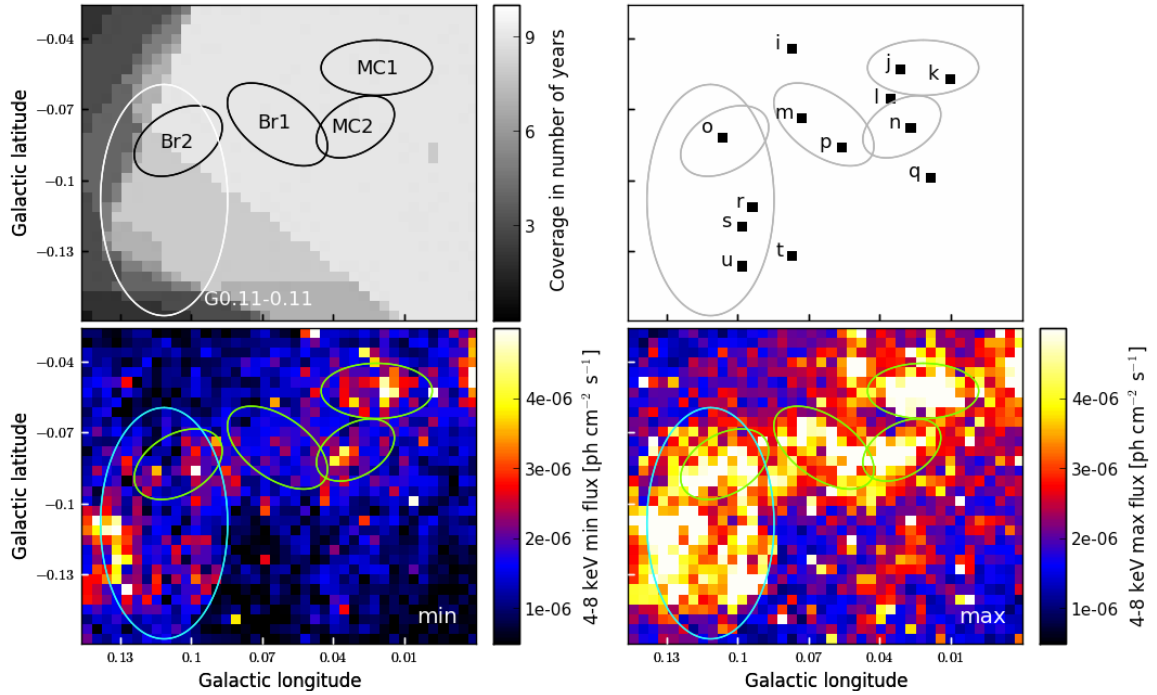 −0.04
−0.07
−0.1
−0.13
Galactic latitude
MC1
Br1
MC2
Br2
G0.11-0.11
9
6
3
Coverage in number of years
i
j
k
l
m
n
o
p
q
r
s
t
u
−0.04
−0.07
−0.1
−0.13
Galactic latitude
min
0.13
0.1
0.07
0.04
0.01
Galactic longitude
4e-06
3e-06
2e-06
1e-06
4-8 keV min flux [ph cm⁻² s⁻¹]
max
0.13
0.1
0.07
0.04
0.01
Galactic longitude
4e-06
3e-06
2e-06
1e-06
4-8 keV max flux [ph cm⁻² s⁻¹]